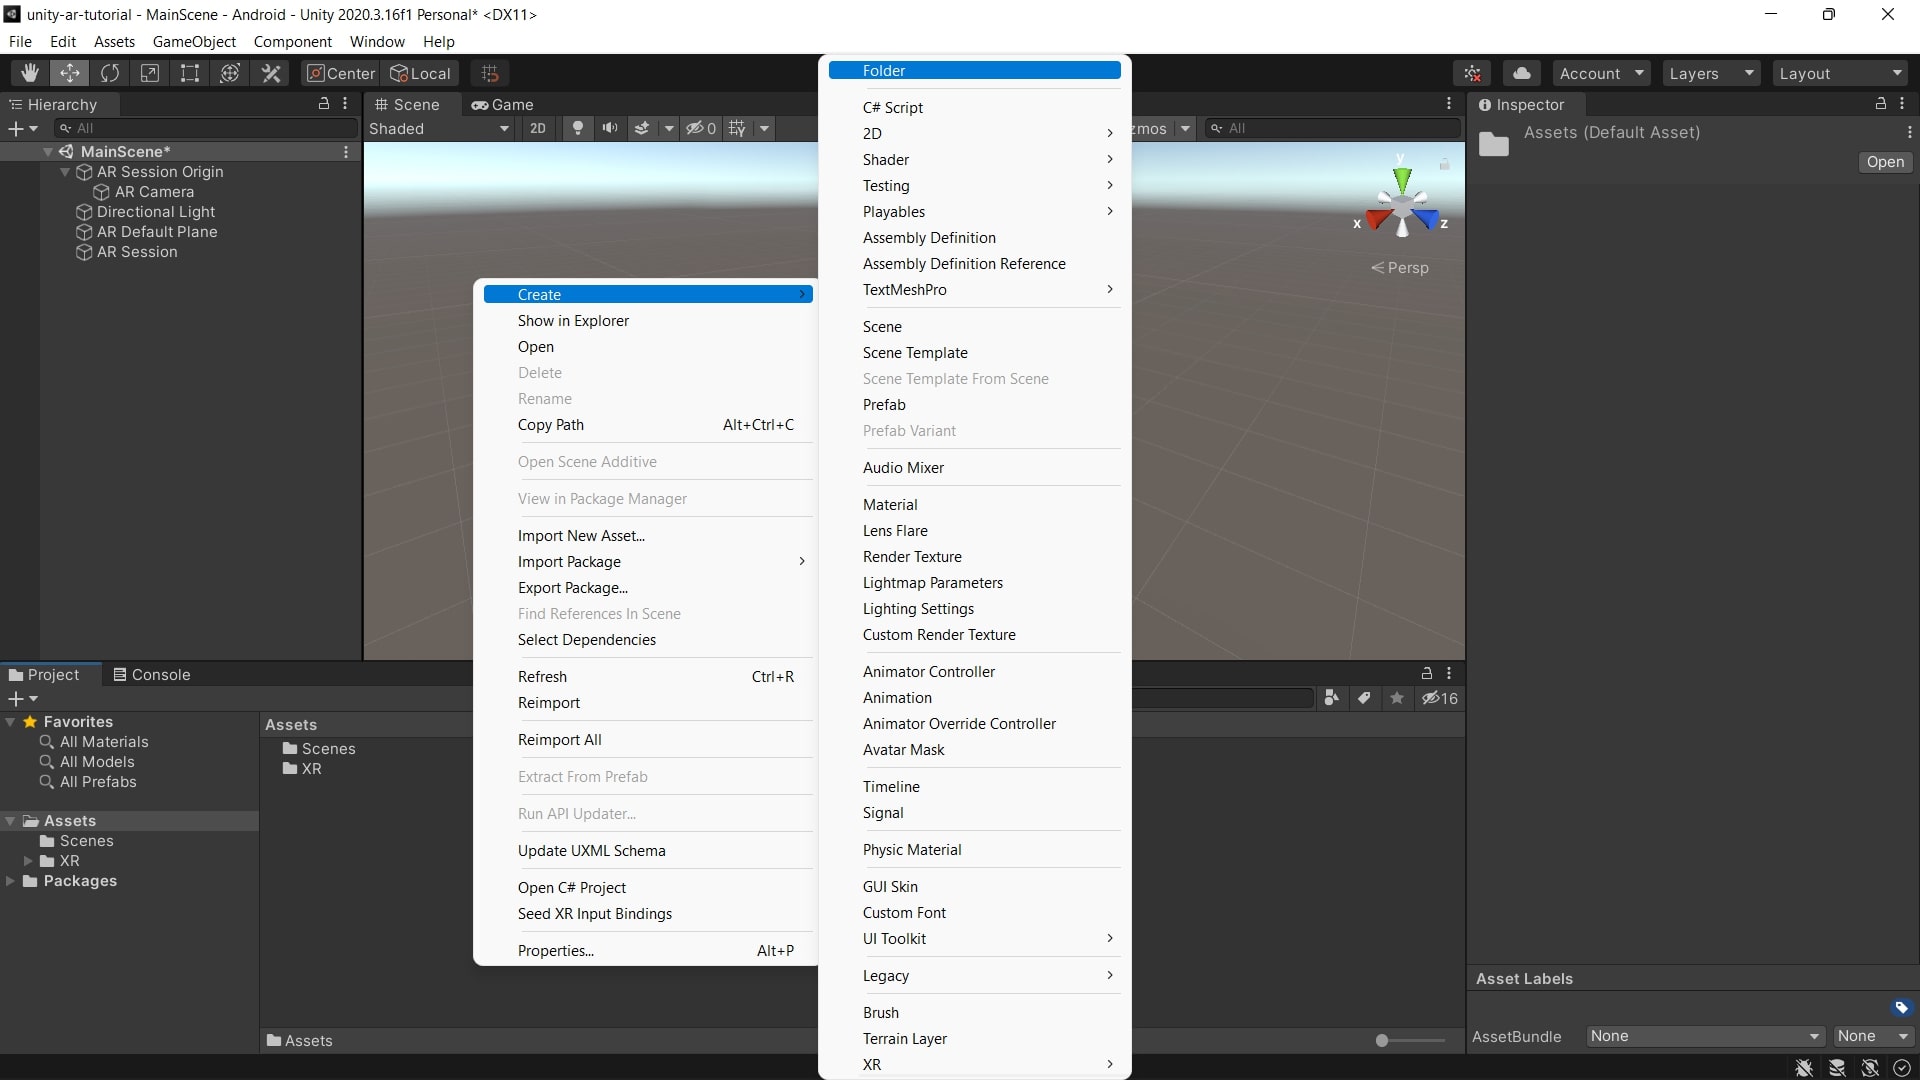 unity-ar-tutorial - MainScene - Android - Unity 2020.3.16f1 Personal* <DX11>
File Edit Assets GameObject Component Window Help
Center Local
Account Layers Layout
Hierarchy
All
MainScene*
AR Session Origin
AR Camera
Directional Light
AR Default Plane
AR Session
Scene Game
Shaded 2D 0
zmos All
y
x z
Persp
Create
Show in Explorer
Open
Delete
Rename
Copy Path Alt+Ctrl+C
Open Scene Additive
View in Package Manager
Import New Asset...
Import Package
Export Package...
Find References In Scene
Select Dependencies
Refresh Ctrl+R
Reimport
Reimport All
Extract From Prefab
Run API Updater...
Update UXML Schema
Open C# Project
Seed XR Input Bindings
Properties... Alt+P
Folder
C# Script
2D
Shader
Testing
Playables
Assembly Definition
Assembly Definition Reference
TextMeshPro
Scene
Scene Template
Scene Template From Scene
Prefab
Prefab Variant
Audio Mixer
Material
Lens Flare
Render Texture
Lightmap Parameters
Lighting Settings
Custom Render Texture
Animator Controller
Animation
Animator Override Controller
Avatar Mask
Timeline
Signal
Physic Material
GUI Skin
Custom Font
UI Toolkit
Legacy
Brush
Terrain Layer
XR
Project Console
16
Favorites
All Materials
All Models
All Prefabs
Assets
Scenes
XR
Packages
Assets
Scenes
XR
Assets
Inspector
Assets (Default Asset)
Open
Asset Labels
AssetBundle None None